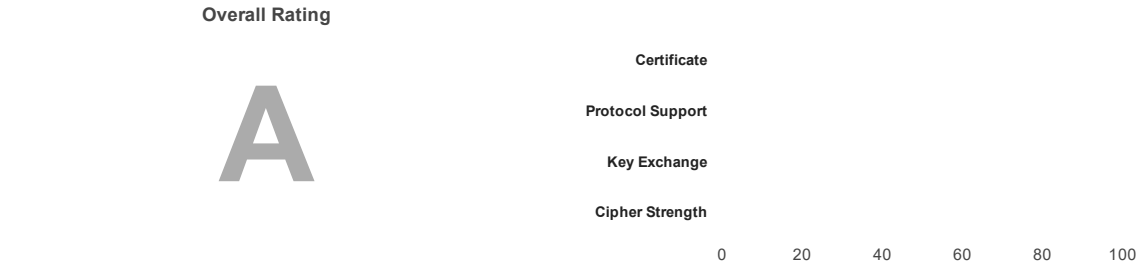 Overall Rating
A
Certificate
Protocol Support
Key Exchange
Cipher Strength
0 20 40 60 80 100